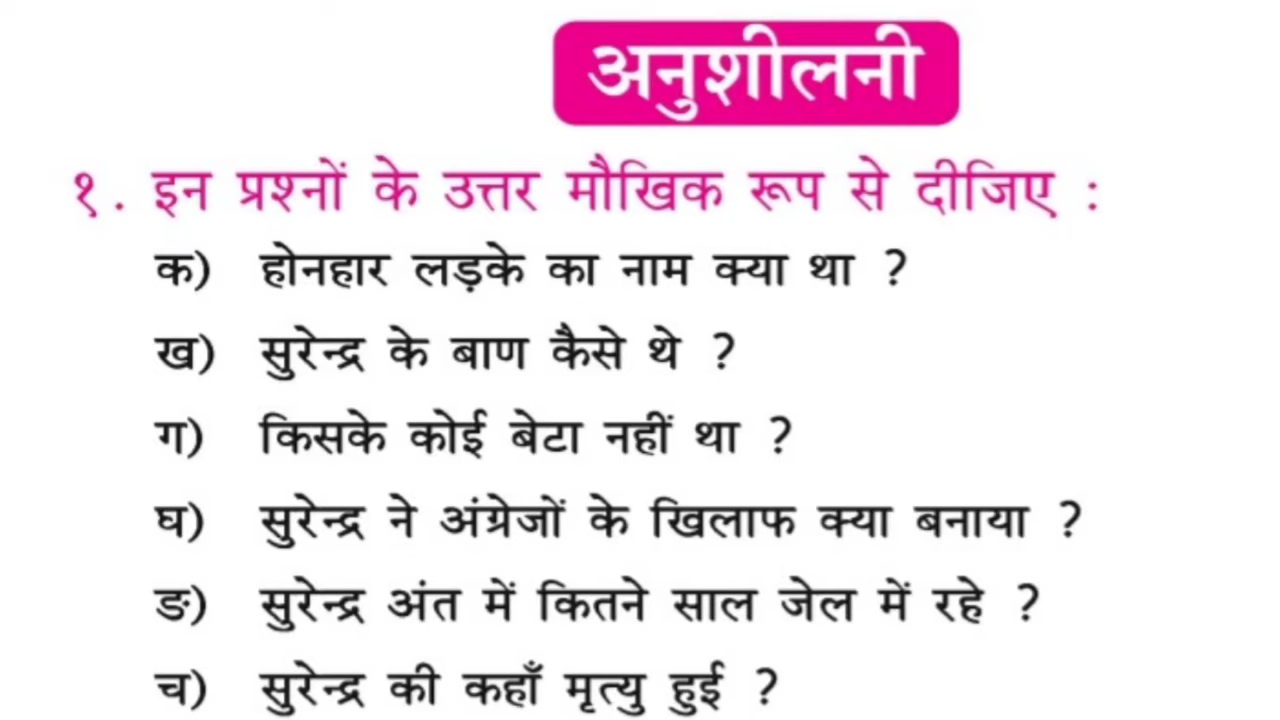 अनुशीलनी
१. इन प्रश्नों के उत्तर मौखिक रूप से दीजिए :
क) होनहार लड़के का नाम क्या था ?
ख) सुरेन्द्र के बाण कैसे थे ?
ग) किसके कोई बेटा नहीं था ?
घ) सुरेन्द्र ने अंग्रेजों के खिलाफ क्या बनाया ?
ङ) सुरेन्द्र अंत में कितने साल जेल में रहे ?
च) सुरेन्द्र की कहाँ मृत्यु हुई ?